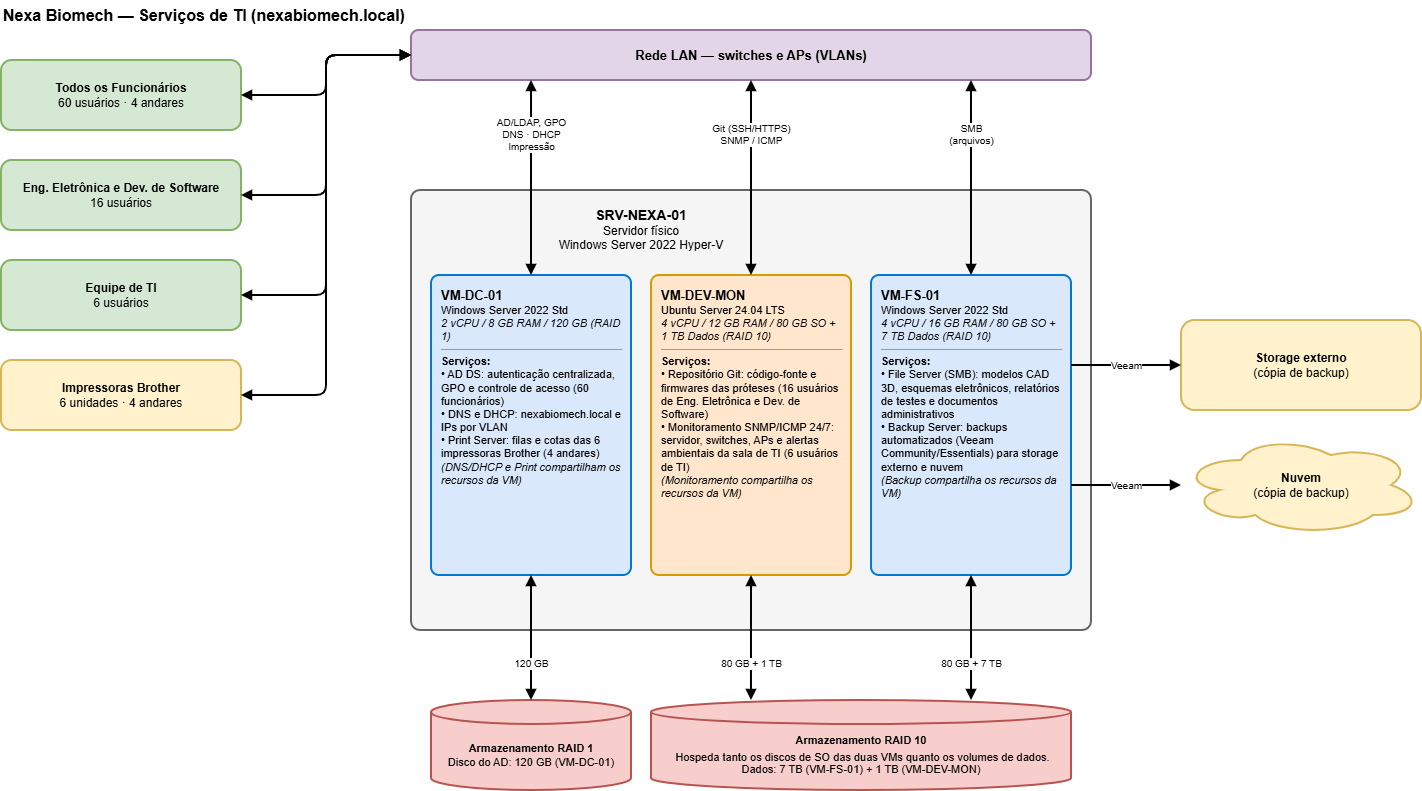 Nexa Biomech — Serviços de TI (nexabiomech.local)
Rede LAN — switches e APs (VLANs)
Todos os Funcionários
60 usuários · 4 andares
Eng. Eletrônica e Dev. de Software
16 usuários
Equipe de TI
6 usuários
Impressoras Brother
6 unidades · 4 andares
AD/LDAP, GPO
DNS · DHCP
Impressão
Git (SSH/HTTPS)
SNMP / ICMP
SMB
(arquivos)
SRV-NEXA-01
Servidor físico
Windows Server 2022 Hyper-V
VM-DC-01
Windows Server 2022 Std
2 vCPU / 8 GB RAM / 120 GB (RAID
1)
Serviços:
• AD DS: autenticação centralizada,
GPO e controle de acesso (60
funcionários)
• DNS e DHCP: nexabiomech.local e
IPs por VLAN
• Print Server: filas e cotas das 6
impressoras Brother (4 andares)
(DNS/DHCP e Print compartilham os
recursos da VM)
VM-DEV-MON
Ubuntu Server 24.04 LTS
4 vCPU / 12 GB RAM / 80 GB SO +
1 TB Dados (RAID 10)
Serviços:
• Repositório Git: código-fonte e
firmwares das próteses (16 usuários
de Eng. Eletrônica e Dev. de
Software)
• Monitoramento SNMP/ICMP 24/7:
servidor, switches, APs e alertas
ambientais da sala de TI (6 usuários
de TI)
(Monitoramento compartilha os
recursos da VM)
VM-FS-01
Windows Server 2022 Std
4 vCPU / 16 GB RAM / 80 GB SO +
7 TB Dados (RAID 10)
Serviços:
• File Server (SMB): modelos CAD
3D, esquemas eletrônicos, relatórios
de testes e documentos
administrativos
• Backup Server: backups
automatizados (Veeam
Community/Essentials) para storage
externo e nuvem
(Backup compartilha os recursos da
VM)
Veeam
Storage externo
(cópia de backup)
Veeam
Nuvem
(cópia de backup)
120 GB
80 GB + 1 TB
80 GB + 7 TB
Armazenamento RAID 1
Disco do AD: 120 GB (VM-DC-01)
Armazenamento RAID 10
Hospeda tanto os discos de SO das duas VMs quanto os volumes de dados.
Dados: 7 TB (VM-FS-01) + 1 TB (VM-DEV-MON)